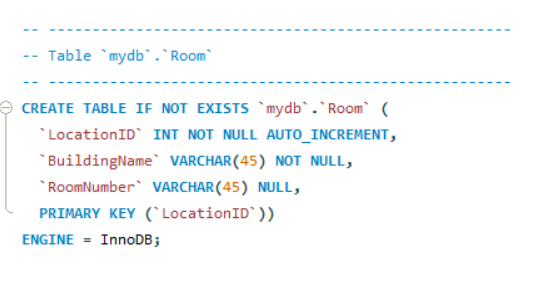 -- -----------------------------------------------------
-- Table `mydb`.`Room`
-- -----------------------------------------------------
CREATE TABLE IF NOT EXISTS `mydb`.`Room` (
  `LocationID` INT NOT NULL AUTO_INCREMENT,
  `BuildingName` VARCHAR(45) NOT NULL,
  `RoomNumber` VARCHAR(45) NULL,
  PRIMARY KEY (`LocationID`))
ENGINE = InnoDB;